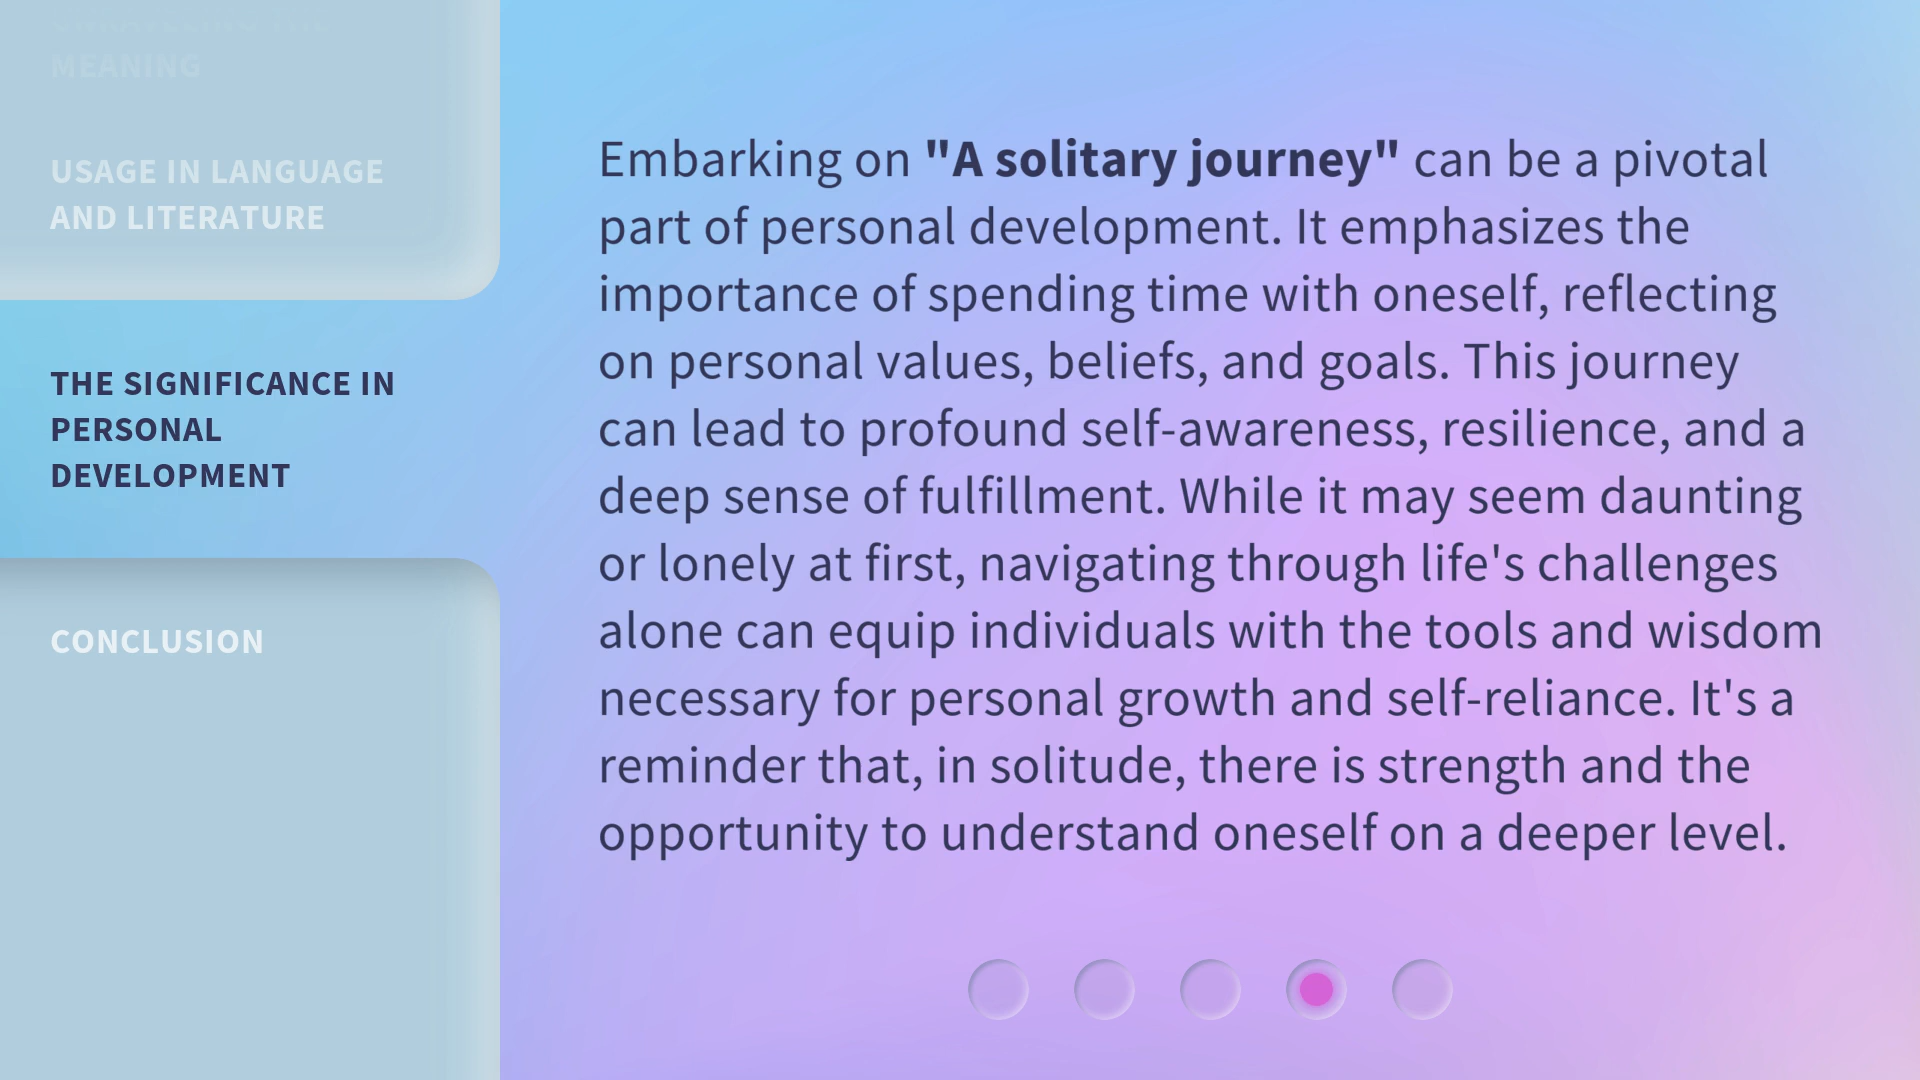 UNRAVELING THE
MEANING
USAGE IN LANGUAGE
AND LITERATURE
THE SIGNIFICANCE IN
PERSONAL
DEVELOPMENT
CONCLUSION
Embarking on "A solitary journey" can be a pivotal
part of personal development. It emphasizes the
importance of spending time with oneself, reflecting
on personal values, beliefs, and goals. This journey
can lead to profound self-awareness, resilience, and a
deep sense of fulfillment. While it may seem daunting
or lonely at first, navigating through life's challenges
alone can equip individuals with the tools and wisdom
necessary for personal growth and self-reliance. It's a
reminder that, in solitude, there is strength and the
opportunity to understand oneself on a deeper level.